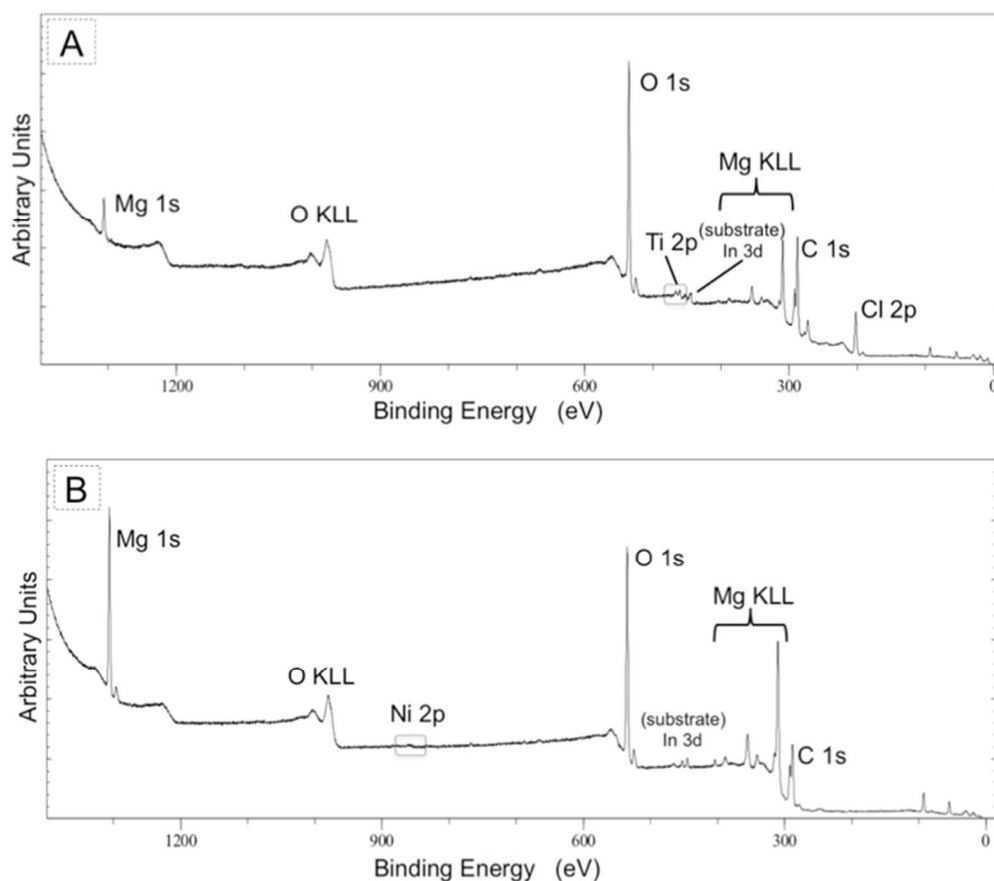 A
O 1s
Mg KLL
Mg 1s
O KLL
(substrate)
Ti 2p In 3d
C 1s
Cl 2p
Arbitrary Units
1200 900 600 300 0
Binding Energy (eV)
B
Mg 1s
O 1s
Mg KLL
O KLL
Ni 2p
(substrate)
In 3d
C 1s
Arbitrary Units
1200 900 600 300 0
Binding Energy (eV)